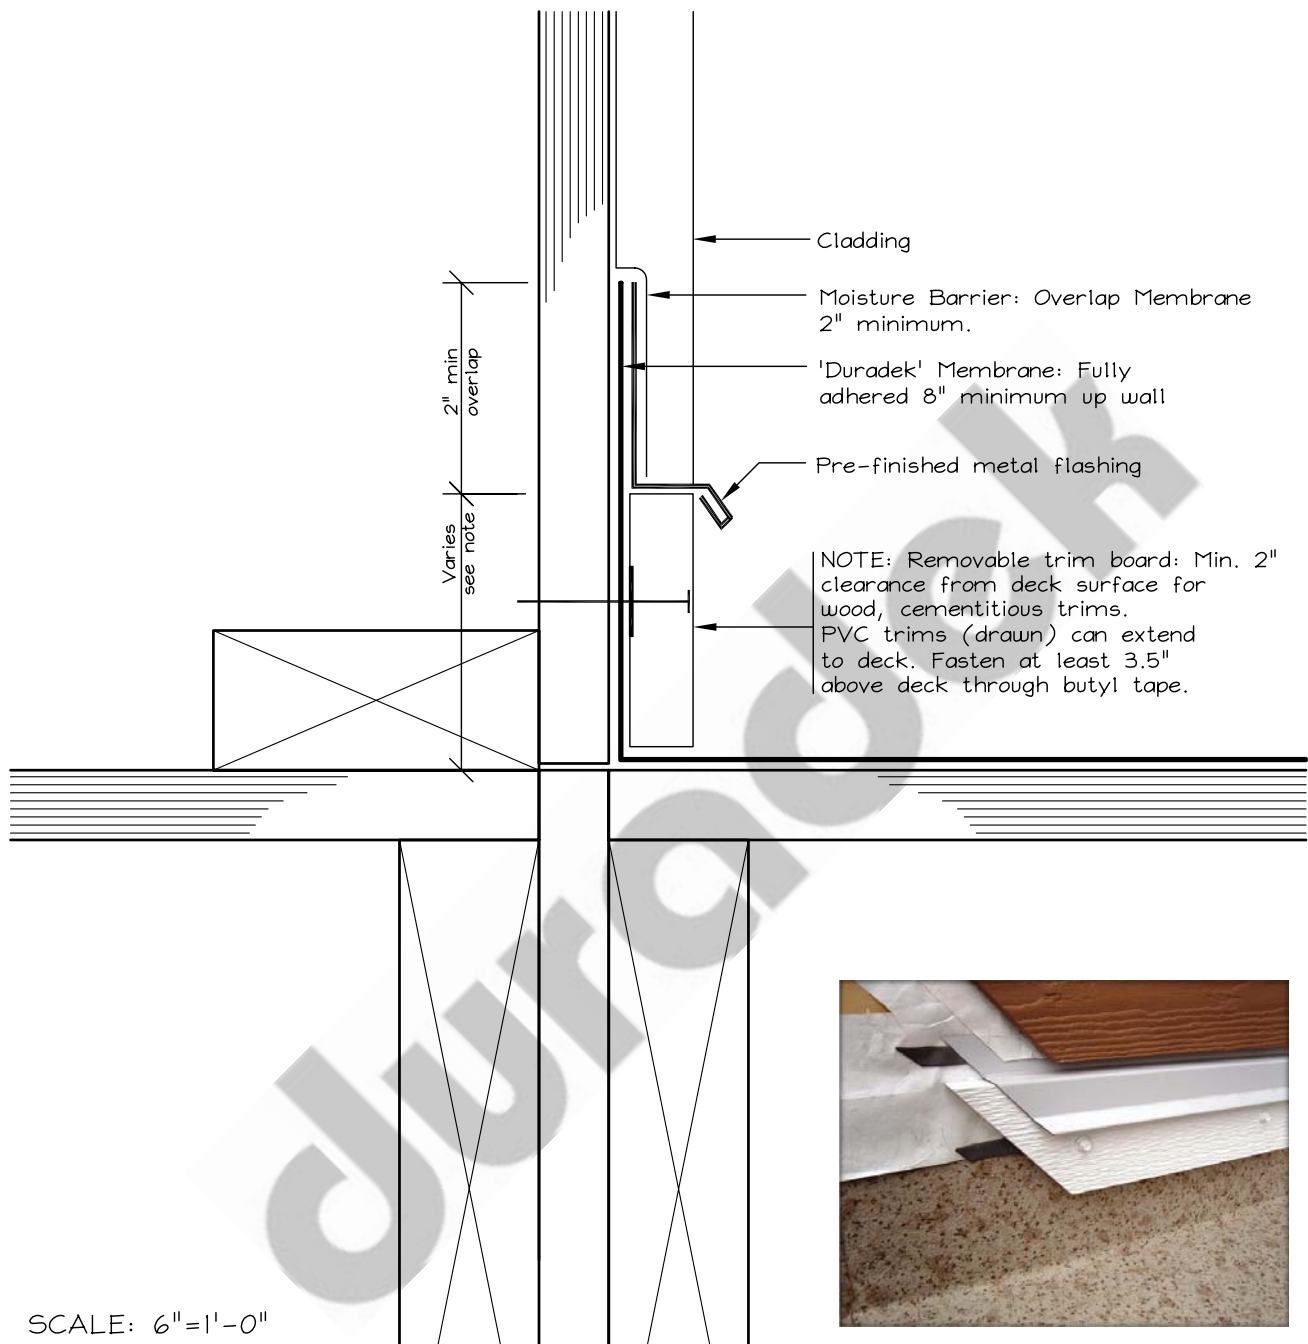 Cladding
Moisture Barrier: Overlap Membrane
2" minimum.
'Duradek' Membrane: Fully
adhered 8" minimum up wall
2" min
overlap
Pre-finished metal flashing
Varies
see note
NOTE: Removable trim board: Min. 2"
clearance from deck surface for
wood, cementitious trims.
PVC trims (drawn) can extend
to deck. Fasten at least 3.5"
above deck through butyl tape.
duradek
SCALE: 6"=1'-0"